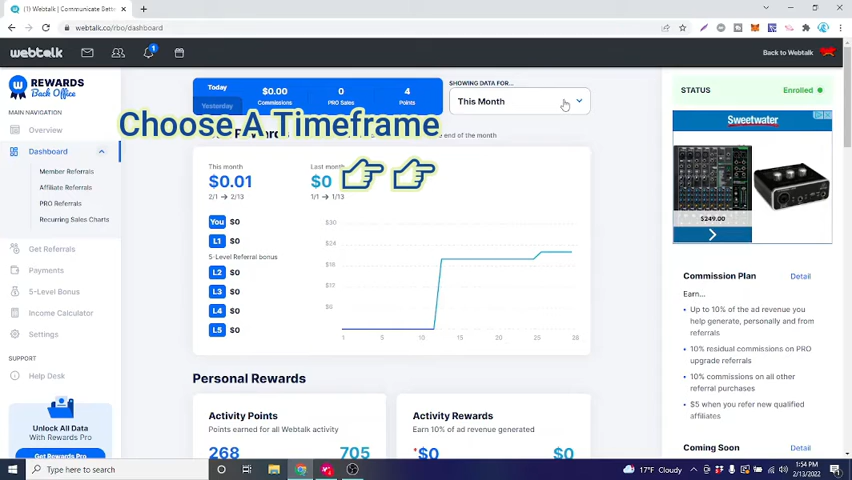 (1) Webtalk | Communicate Bette
webtalk.co/rbo/dashboard
webtalk
1
Back to Webtalk
REWARDS
Back Office
MAIN NAVIGATION
Overview
Dashboard
Member Referrals
Affiliate Referrals
PRO Referrals
Recurring Sales Charts
Get Referrals
Payments
5-Level Bonus
Income Calculator
Settings
SUPPORT
Help Desk
Unlock All Data
With Rewards Pro
Get Rewards Pro
Today
Yesterday
$0.00
Commissions
0
PRO Sales
4
Points
SHOWING DATA FOR...
This Month
Choose A Timeframe
end of the month
This month
$0.01
2/1 → 2/13
Last month
$0
1/1 → 1/13
You $0
L1 $0
5-Level Referral bonus
L2 $0
L3 $0
L4 $0
L5 $0
$30
$24
$18
$12
$6
1 5 10 15 20 25 28
Personal Rewards
Activity Points
Points earned for all Webtalk activity
268 705
Activity Rewards
Earn 10% of ad revenue generated
*$0 $0
STATUS Enrolled
Sweetwater
$249.00
Commission Plan Detail
Earn...
Up to 10% of the ad revenue you
help generate, personally and from
referrals
10% residual commissions on PRO
upgrade referrals
10% commissions on all other
referral purchases
$5 when you refer new qualified
affiliates
Coming Soon Detail
Type here to search
17°F Cloudy
1:54 PM
2/13/2022